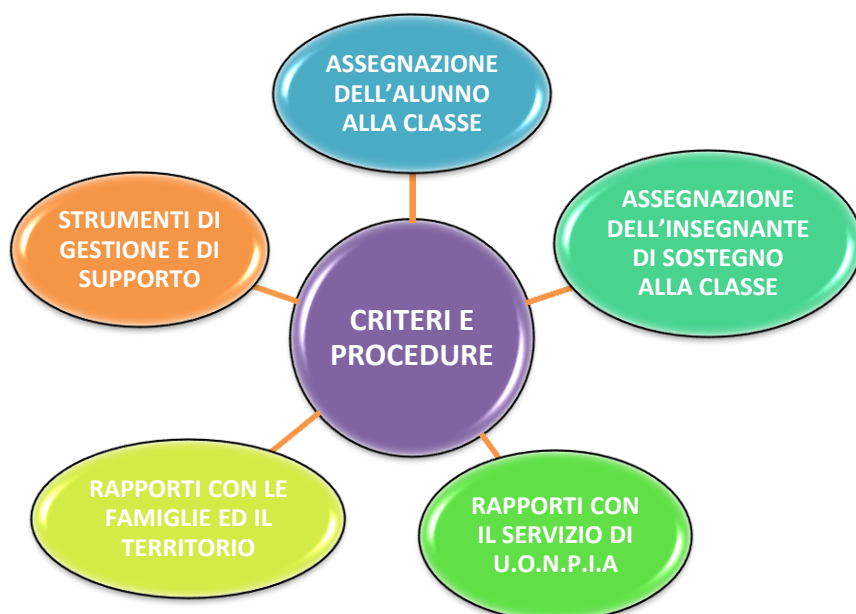 ASSEGNAZIONE
DELL’ALUNNO
ALLA CLASSE
ASSEGNAZIONE
DELL’INSEGNANTE
DI SOSTEGNO
ALLA CLASSE
STRUMENTI DI
GESTIONE E DI
SUPPORTO
CRITERI E
PROCEDURE
RAPPORTI CON LE
FAMIGLIE ED IL
TERRITORIO
RAPPORTI CON
IL SERVIZIO DI
U.O.N.P.I.A